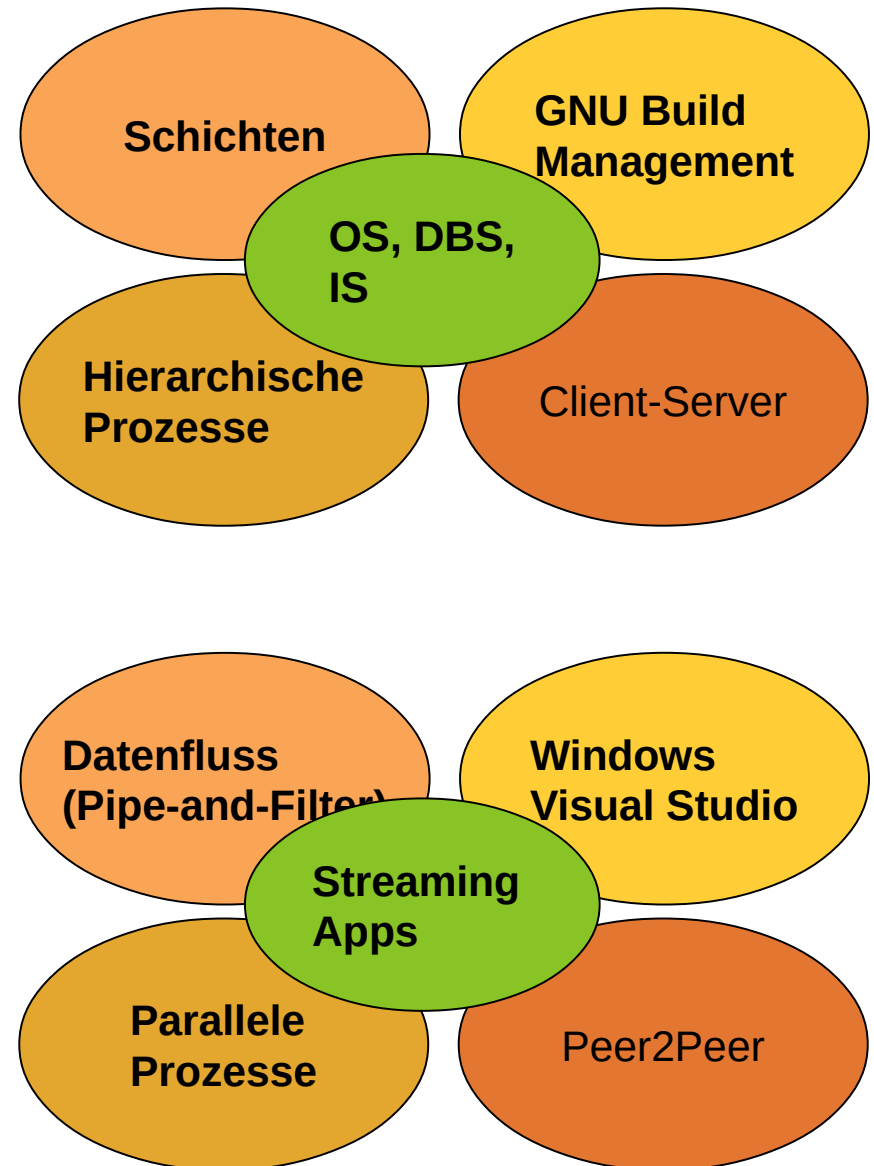 Schichten
GNU Build
Management
OS, DBS,
IS
Hierarchische
Prozesse
Client-Server
Datenfluss
(Pipe-and-Filter)
Windows
Visual Studio
Streaming
Apps
Parallele
Prozesse
Peer2Peer